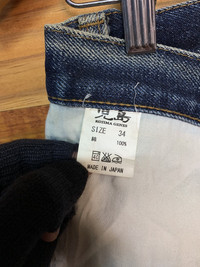 児島
KOJIMA GENES
SIZE 34
綿 100%
MADE IN JAPAN